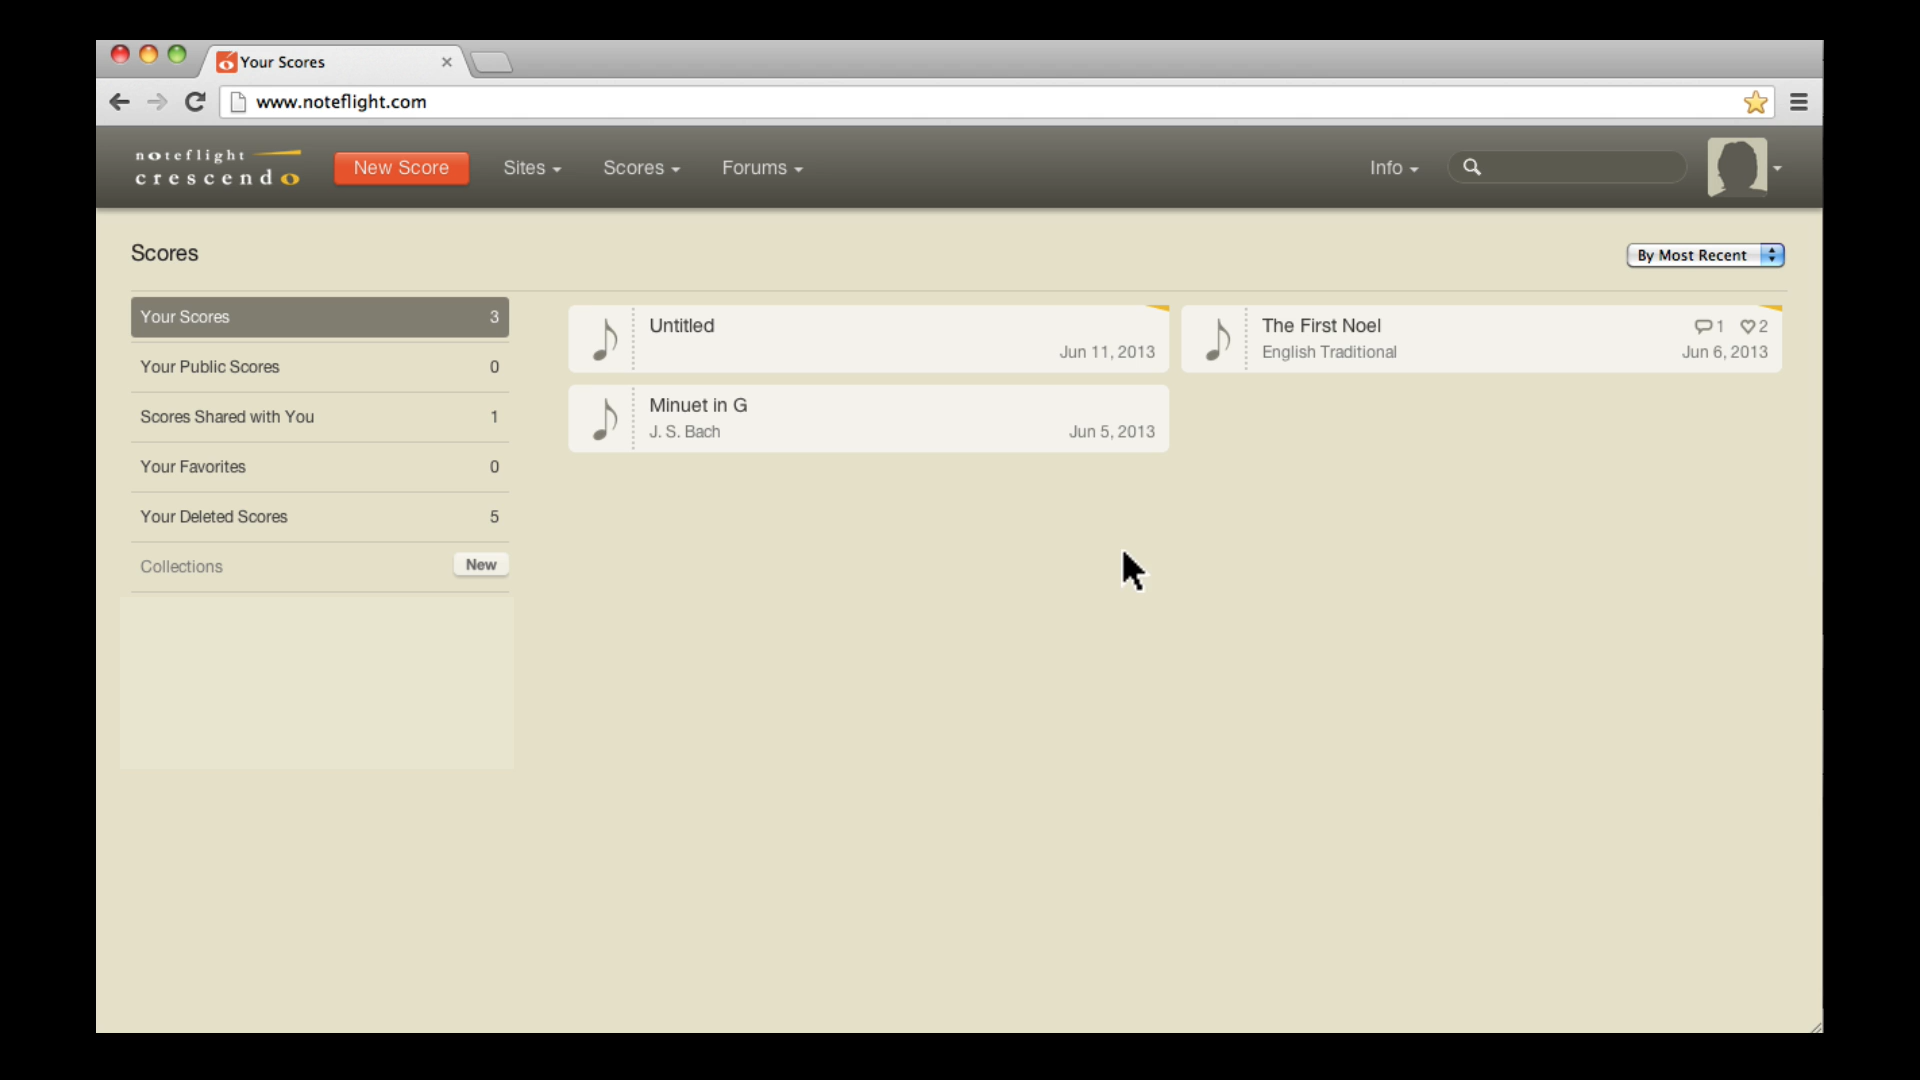 Your Scores
www.noteflight.com
noteflight
crescendo
New Score
Sites
Scores
Forums
Info
Scores
By Most Recent
Your Scores 3
Your Public Scores 0
Scores Shared with You 1
Your Favorites 0
Your Deleted Scores 5
Collections New
Untitled
Jun 11, 2013
The First Noel 1 2
English Traditional Jun 6, 2013
Minuet in G
J. S. Bach Jun 5, 2013